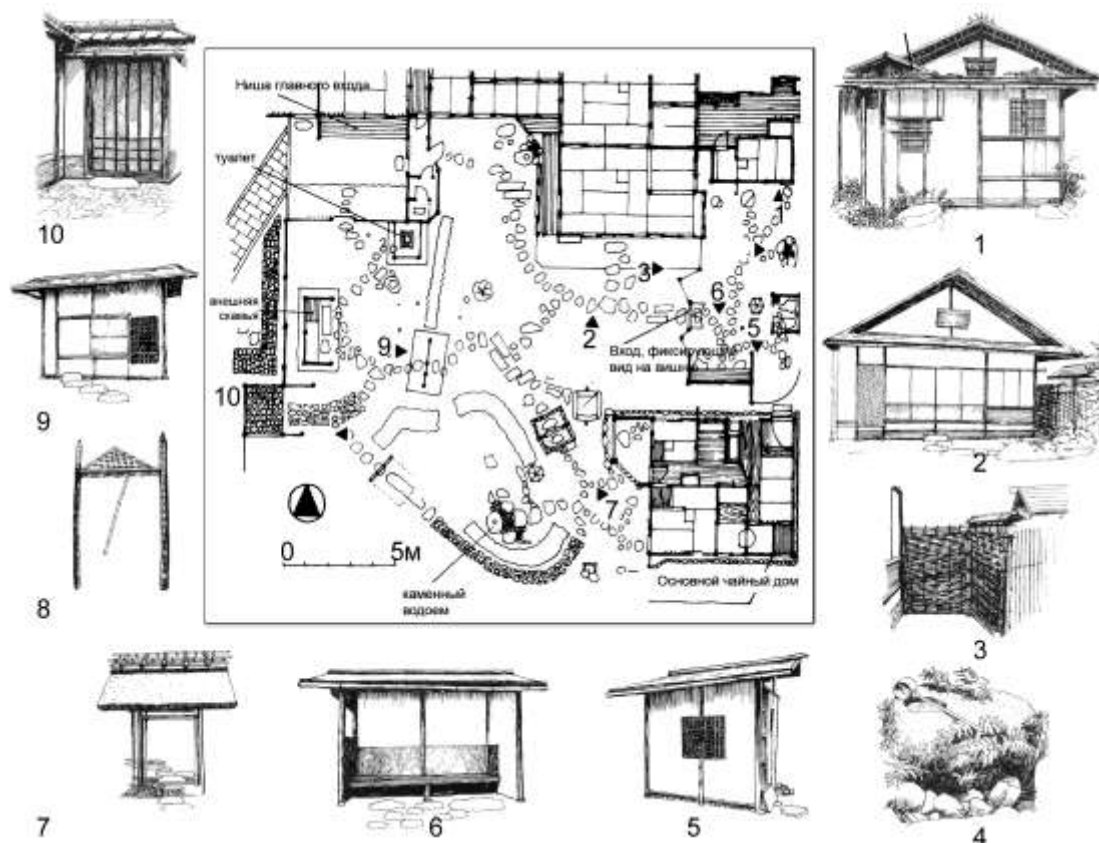 10
Ниша главного входа
туалет
1
3
6
внешняя
скамья
2
5
9
Вход, фиксирующий
вид на вишню
10
9
2
7
0
5м
3
8
каменный
водоем
Основной чайный дом
7
6
5
4